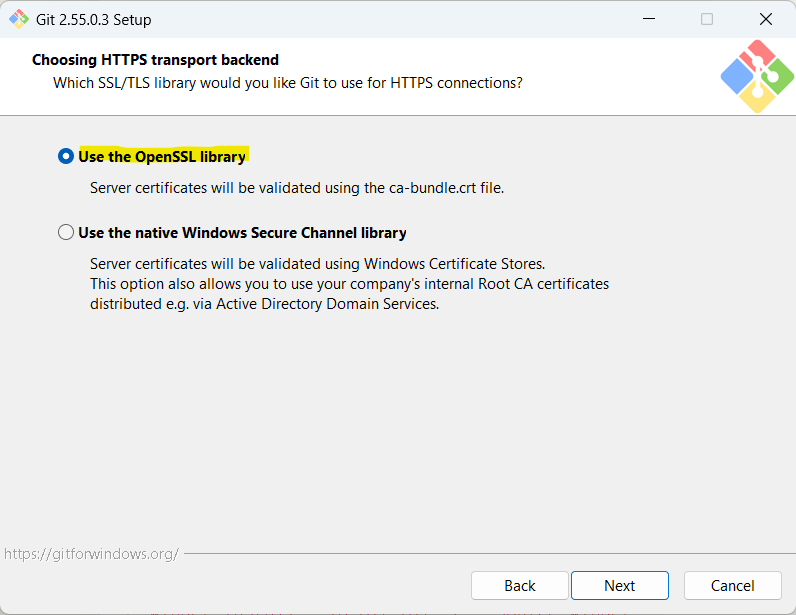 Git 2.55.0.3 Setup
Choosing HTTPS transport backend
Which SSL/TLS library would you like Git to use for HTTPS connections?
Use the OpenSSL library
Server certificates will be validated using the ca-bundle.crt file.
Use the native Windows Secure Channel library
Server certificates will be validated using Windows Certificate Stores.
This option also allows you to use your company's internal Root CA certificates
distributed e.g. via Active Directory Domain Services.
https://gitforwindows.org/
Back Next Cancel